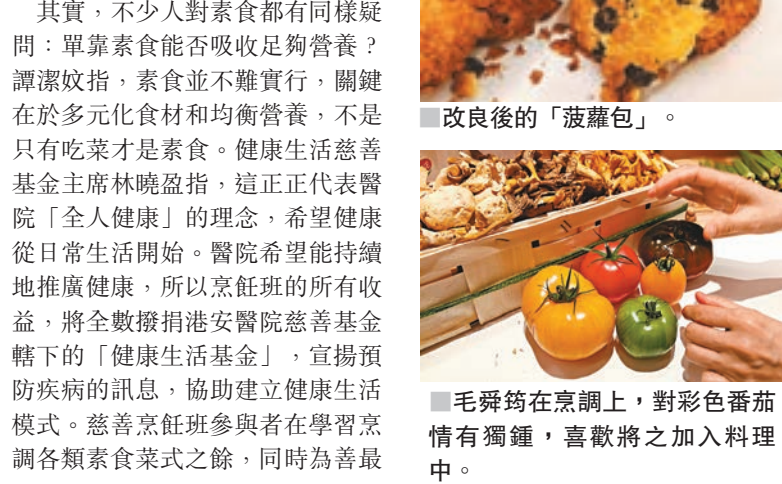 其實，不少人對素食都有同樣疑
問：單靠素食能否吸收足夠營養？
譚潔妏指，素食並不難實行，關鍵
在於多元化食材和均衡營養，不是
只有吃菜才是素食。健康生活慈善
基金主席林曉盈指，這正正代表醫
院「全人健康」的理念，希望健康
從日常生活開始。醫院希望能持續
地推廣健康，所以烹飪班的所有收
益，將全數撥捐港安醫院慈善基金
轄下的「健康生活基金」，宣揚預
防疾病的訊息，協助建立健康生活
模式。慈善烹飪班參與者在學習烹
調各類素食菜式之餘，同時為善最
■改良後的「菠蘿包」。
■毛舜筠在烹調上，對彩色番茄
情有獨鍾，喜歡將之加入料理
中。